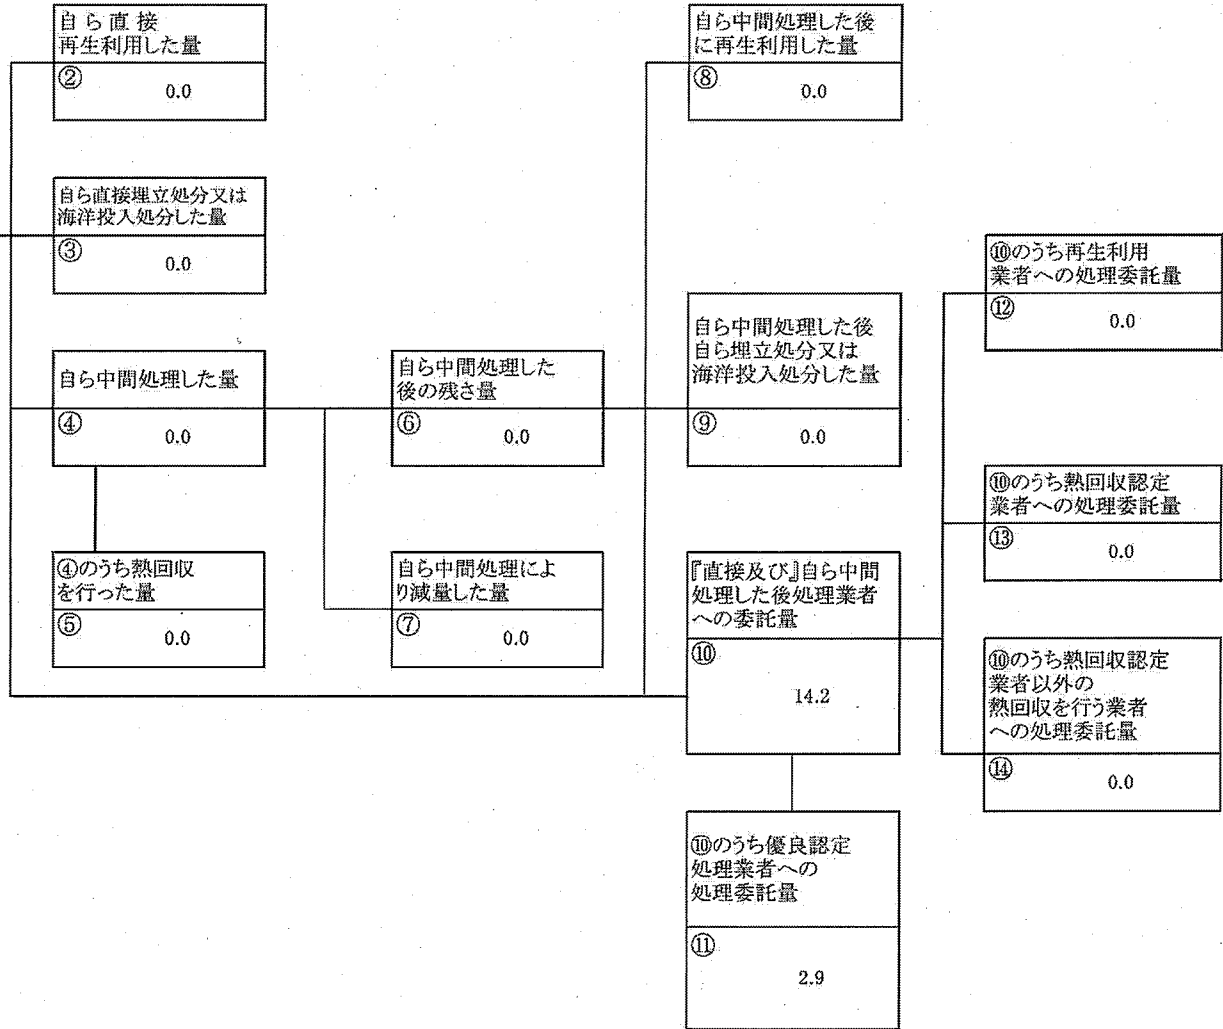 自ら直接
再生利用した量
②
0.0
自ら直接埋立処分又は
海洋投入処分した量
③
0.0
自ら中間処理した量
④
0.0
④のうち熱回収
を行った量
⑤
0.0
自ら中間処理した
後の残さ量
⑥
0.0
自ら中間処理によ
り減量した量
⑦
0.0
自ら中間処理した後
に再生利用した量
⑧
0.0
自ら中間処理した後
自ら埋立処分又は
海洋投入処分した量
⑨
0.0
『直接及び』自ら中間
処理した後処理業者
への委託量
⑩
14.2
⑩のうち優良認定
処理業者への
処理委託量
⑪
2.9
⑩のうち再生利用
業者への処理委託量
⑫
0.0
⑩のうち熱回収認定
業者への処理委託量
⑬
0.0
⑩のうち熱回収認定
業者以外の
熱回収を行う業者
への処理委託量
⑭
0.0